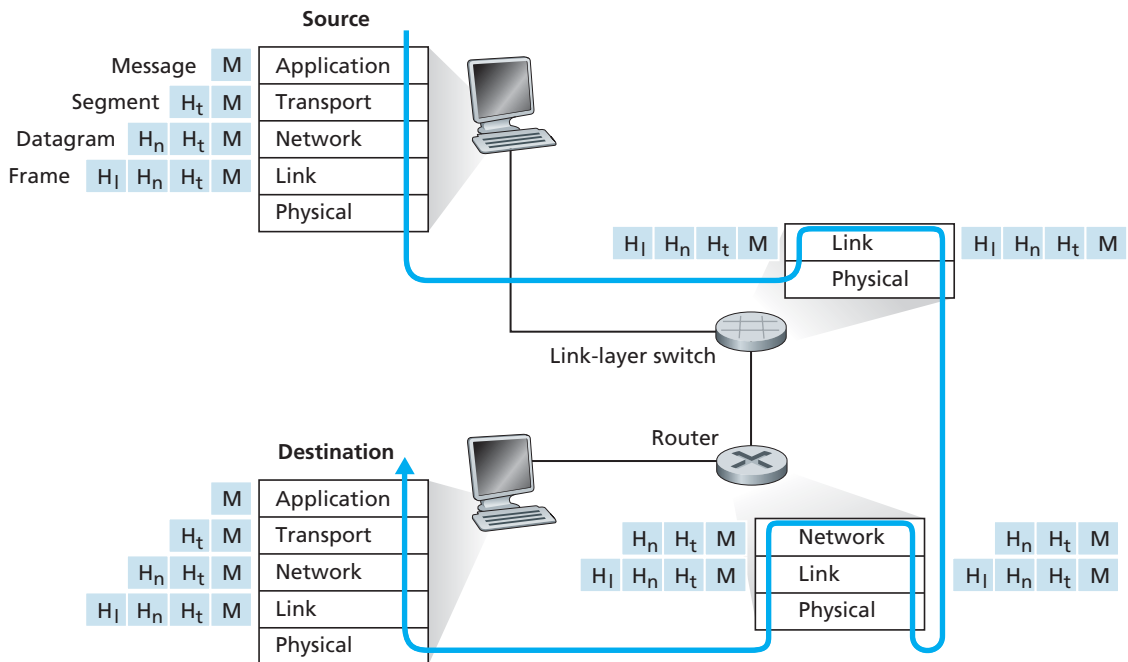 Source
Message M Application
Segment Ht M Transport
Datagram Hn Ht M Network
Frame Hl Hn Ht M Link
Physical
Hl Hn Ht M Link Hl Hn Ht M
Physical
Link-layer switch
Router
Destination
M Application
Ht M Transport
Hn Ht M Network
Hl Hn Ht M Link
Physical
Hn Ht M Network Hn Ht M
Hl Hn Ht M Link Hl Hn Ht M
Physical